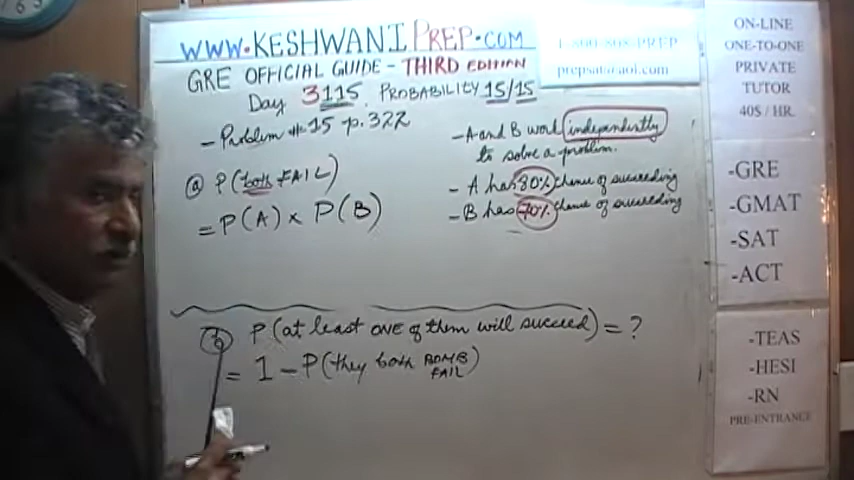 WWW.KESHWANIPREP.COM
GRE OFFICIAL GUIDE - THIRD EDITION
Day 3115, PROBABILITY 15/15
- Problem #15 p. 322
ⓐ P(both FAIL)
= P(A) × P(B)
1-800-808-PREP
prepsat@aol.com
- A and B work independently
to solve a problem.
- A has 80% chance of succeeding
- B has 70% chance of succeeding
ⓑ P(at least ONE of them will succeed) = ?
= 1 - P(they both BOMB)
FAIL
ON-LINE
ONE-TO-ONE
PRIVATE
TUTOR
40$ / HR.
-GRE
-GMAT
-SAT
-ACT
-TEAS
-HESI
-RN
PRE-ENTRANCE